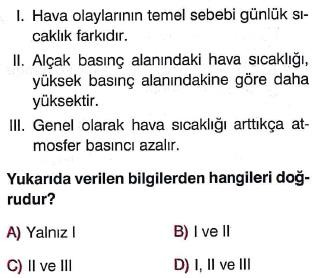 I. Hava olaylarının temel sebebi günlük sı-
caklık farkıdır.
II. Alçak basınç alanındaki hava sıcaklığı,
yüksek basınç alanındakine göre daha
yüksektir.
III. Genel olarak hava sıcaklığı arttıkça at-
mosfer basıncı azalır.
Yukarıda verilen bilgilerden hangileri doğ-
rudur?
A) Yalnız I B) I ve II
C) II ve III D) I, II ve III